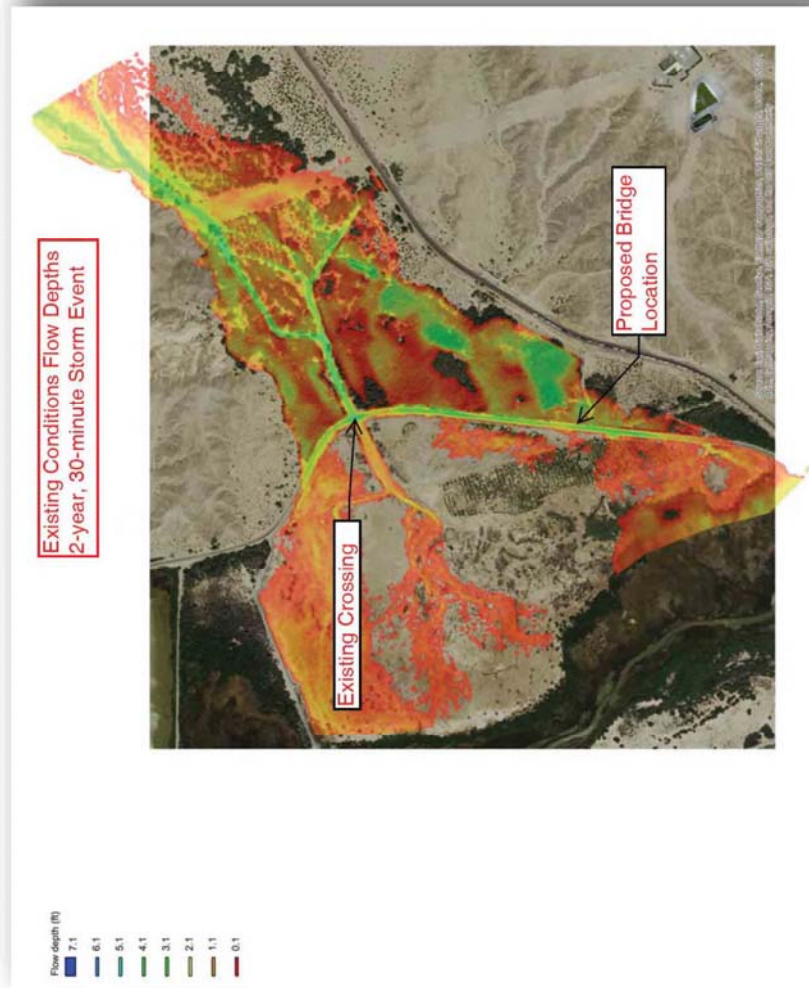 Existing Conditions Flow Depths
2-year, 30-minute Storm Event
Existing Crossing
Proposed Bridge
Location
Flow depth (ft)
7.1
6.1
5.1
4.1
3.1
2.1
1.1
0.1